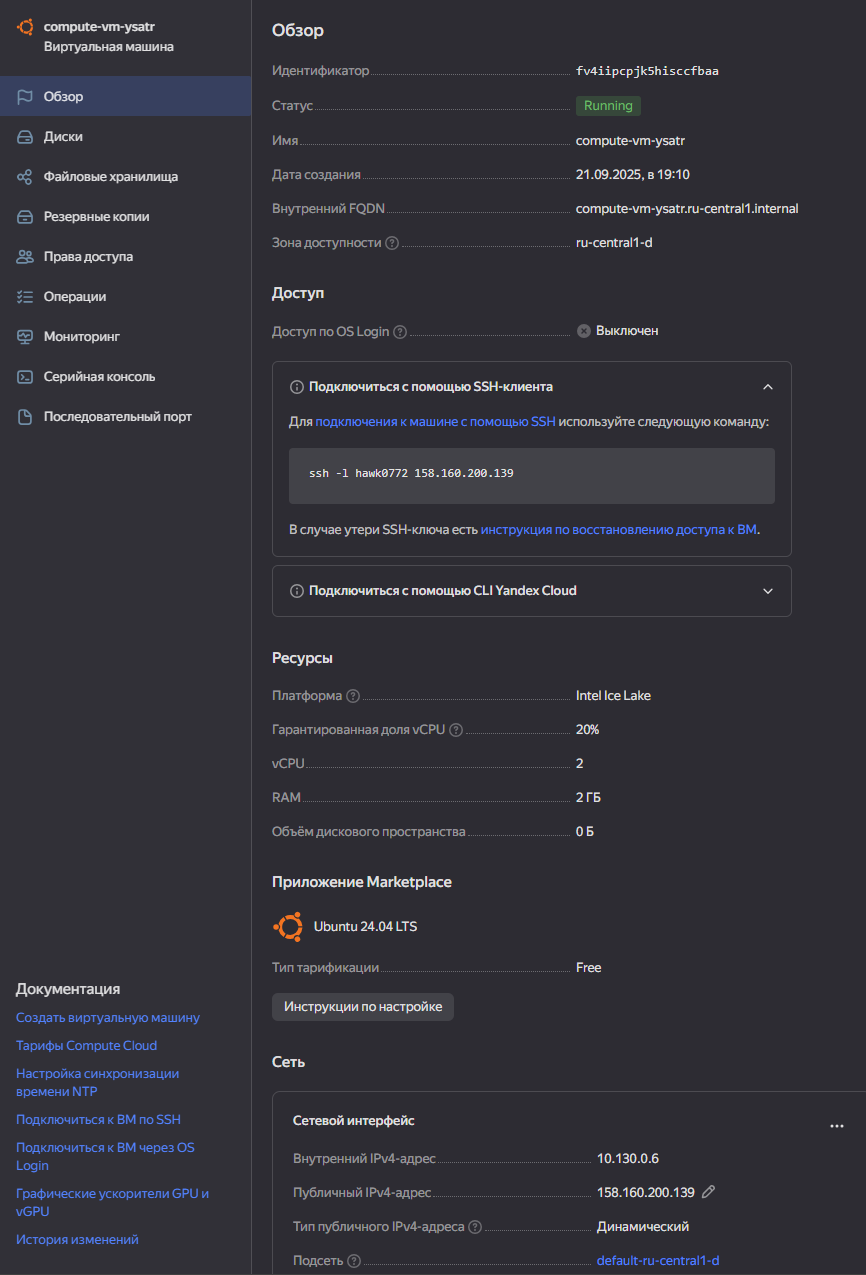 compute-vm-ysatr
Виртуальная машина
Обзор
Диски
Файловые хранилища
Резервные копии
Права доступа
Операции
Мониторинг
Серийная консоль
Последовательный порт
Документация
Создать виртуальную машину
Тарифы Compute Cloud
Настройка синхронизации
времени NTP
Подключиться к ВМ по SSH
Подключиться к ВМ через OS
Login
Графические ускорители GPU и
vGPU
История изменений
Обзор
Идентификатор fv4iipcpjk5hisccfbaa
Статус Running
Имя compute-vm-ysatr
Дата создания 21.09.2025, в 19:10
Внутренний FQDN compute-vm-ysatr.ru-central1.internal
Зона доступности ru-central1-d
Доступ
Доступ по OS Login Выключен
Подключиться с помощью SSH-клиента
Для подключения к машине с помощью SSH используйте следующую команду:
ssh -l hawk0772 158.160.200.139
В случае утери SSH-ключа есть инструкция по восстановлению доступа к ВМ.
Подключиться с помощью CLI Yandex Cloud
Ресурсы
Платформа Intel Ice Lake
Гарантированная доля vCPU 20%
vCPU 2
RAM 2 ГБ
Объём дискового пространства 0 Б
Приложение Marketplace
Ubuntu 24.04 LTS
Тип тарификации Free
Инструкции по настройке
Сеть
Сетевой интерфейс
Внутренний IPv4-адрес 10.130.0.6
Публичный IPv4-адрес 158.160.200.139
Тип публичного IPv4-адреса Динамический
Подсеть default-ru-central1-d